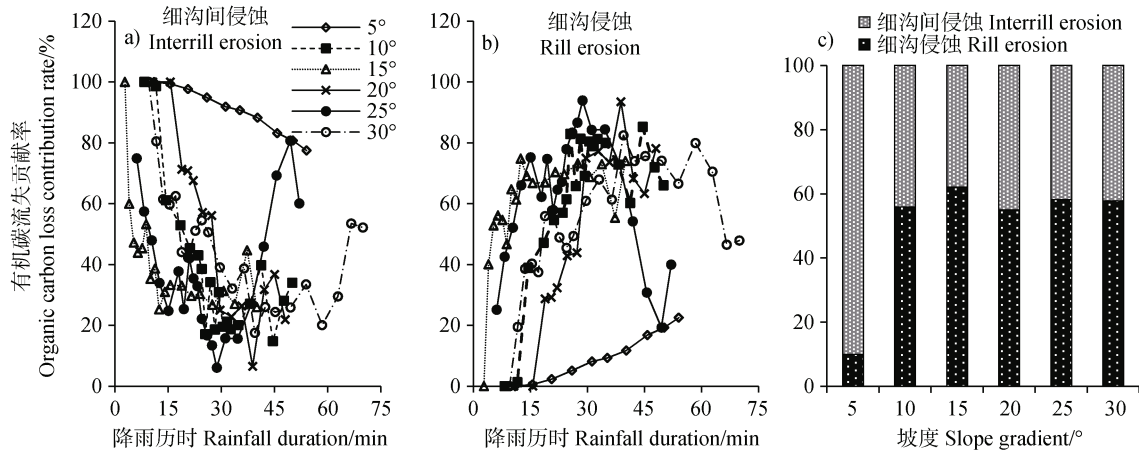 有机碳流失贡献率
Organic carbon loss contribution rate/%
a)
细沟间侵蚀
Interrill erosion
5°
10°
15°
20°
25°
30°
120
100
80
60
40
20
0
0 15 30 45 60 75
降雨历时 Rainfall duration/min
b)
细沟侵蚀
Rill erosion
120
100
80
60
40
20
0
0 15 30 45 60 75
降雨历时 Rainfall duration/min
c)
细沟间侵蚀 Interrill erosion
细沟侵蚀 Rill erosion
100
80
60
40
20
0
5 10 15 20 25 30
坡度 Slope gradient/°